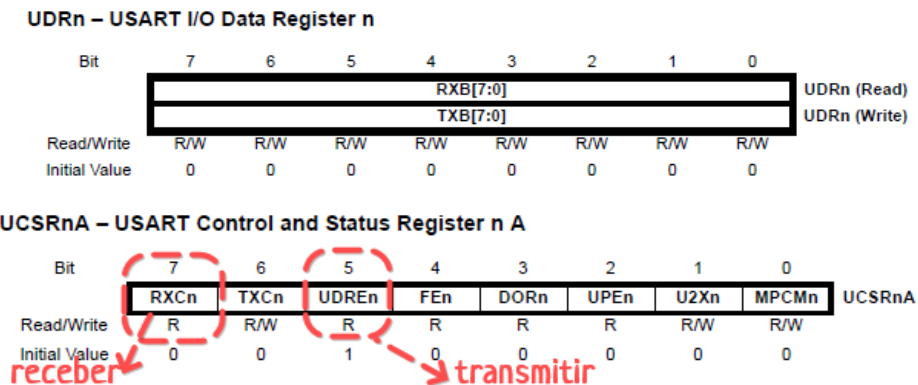 UDRn – USART I/O Data Register n
Bit 7 6 5 4 3 2 1 0
RXB[7:0] UDRn (Read)
TXB[7:0] UDRn (Write)
Read/Write R/W R/W R/W R/W R/W R/W R/W R/W
Initial Value 0 0 0 0 0 0 0 0
UCSRnA – USART Control and Status Register n A
Bit 7 6 5 4 3 2 1 0
RXCn TXCn UDREn FEn DORn UPEn U2Xn MPCMn UCSRnA
Read/Write R R/W R R R R R/W R/W
Initial Value 0 0 1 0 0 0 0 0
receber transmitir